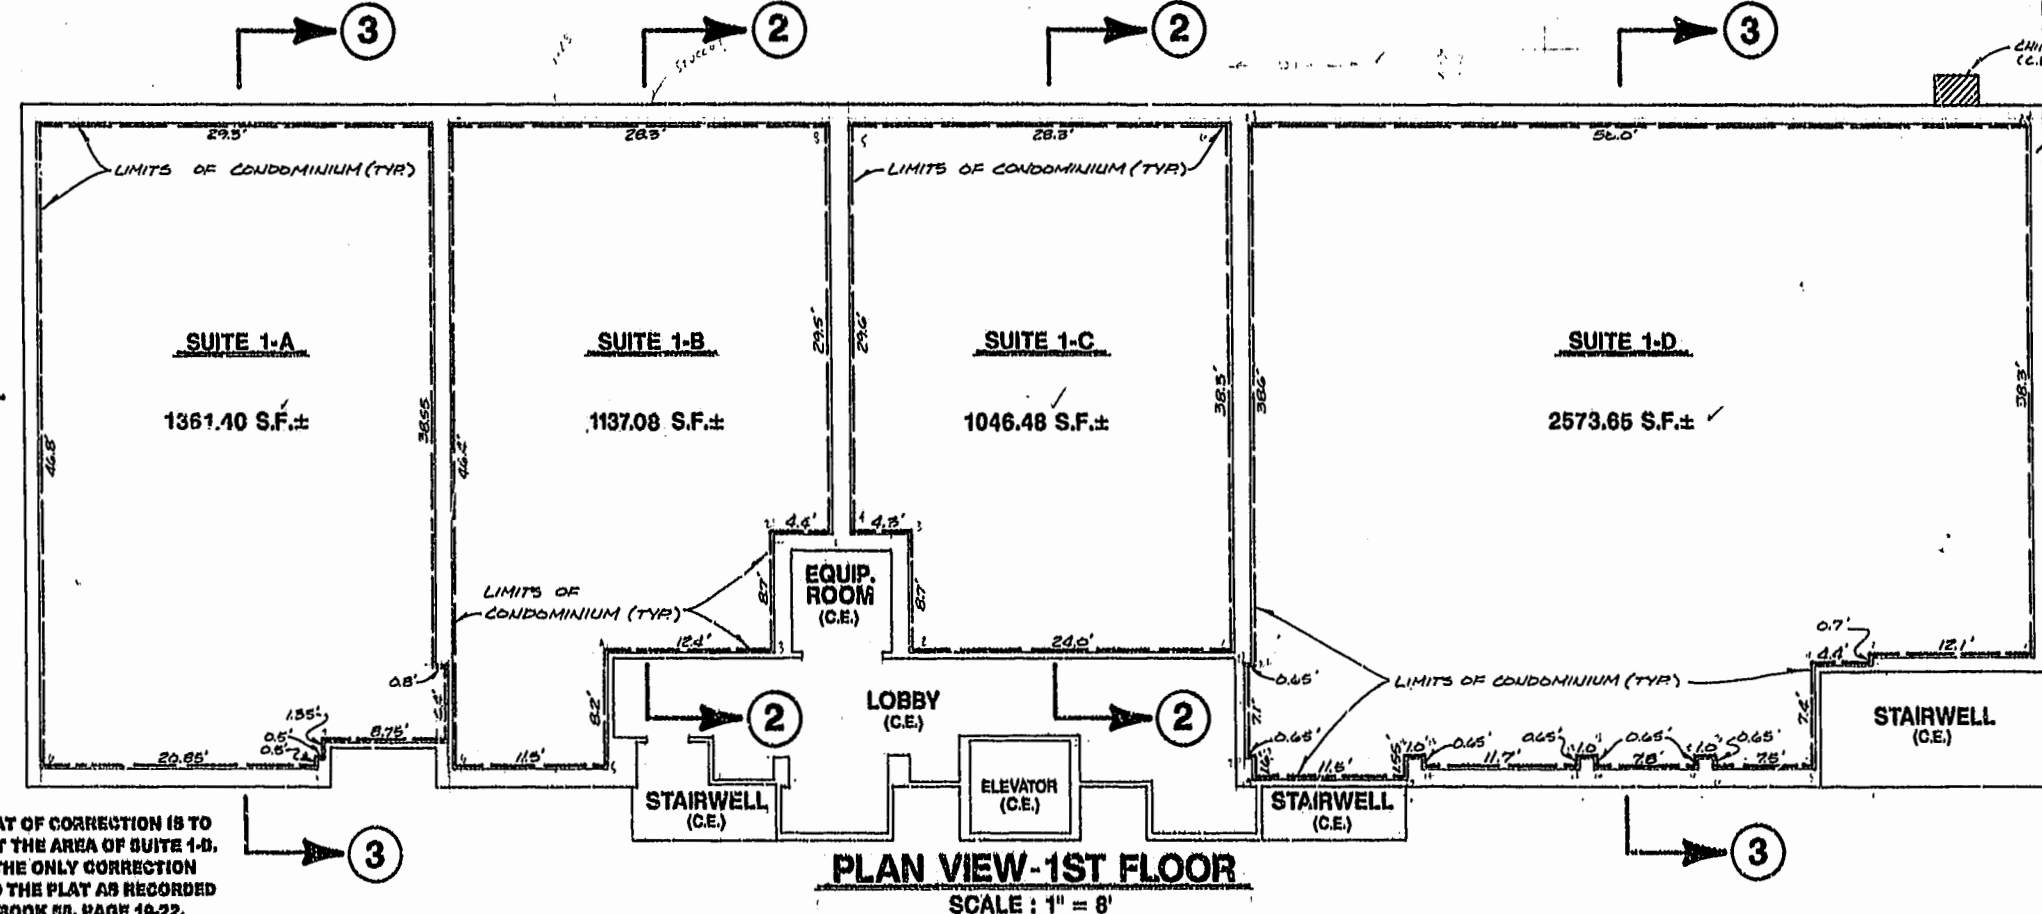 3
2
2
3
STUCCO
29.3'
28.3'
28.3'
58.0'
LIMITS OF CONDOMINIUM (TYP.)
LIMITS OF CONDOMINIUM (TYP.)
SUITE 1-A
SUITE 1-B
SUITE 1-C
SUITE 1-D
29.5'
29.6'
38.3'
38.6'
38.3'
1361.40 S.F.±
1137.08 S.F.±
1046.48 S.F.±
2573.65 S.F.±
46.8'
38.55
46.4'
4.4'
4.3'
EQUIP.
ROOM
(C.E.)
8.7'
8.7'
LIMITS OF
CONDOMINIUM (TYP.)
12.4'
24.0'
0.7'
4.4'
12.1'
0.8'
0.65'
LIMITS OF CONDOMINIUM (TYP.)
8.2'
LOBBY
(C.E.)
2
2
7.1'
7.4'
STAIRWELL
(C.E.)
1.35'
0.5'
0.5'
8.75'
20.85'
11.3'
0.65'
11.5'
1.0'
0.65'
11.7'
0.65'
1.0'
0.65'
7.8'
1.0'
0.65'
7.5'
STAIRWELL
(C.E.)
ELEVATOR
(C.E.)
STAIRWELL
(C.E.)
AT OF CORRECTION IS TO
T THE AREA OF SUITE 1-B.
THE ONLY CORRECTION
THE PLAT AS RECORDED
3
3
PLAN VIEW-1ST FLOOR
SCALE : 1" = 8'